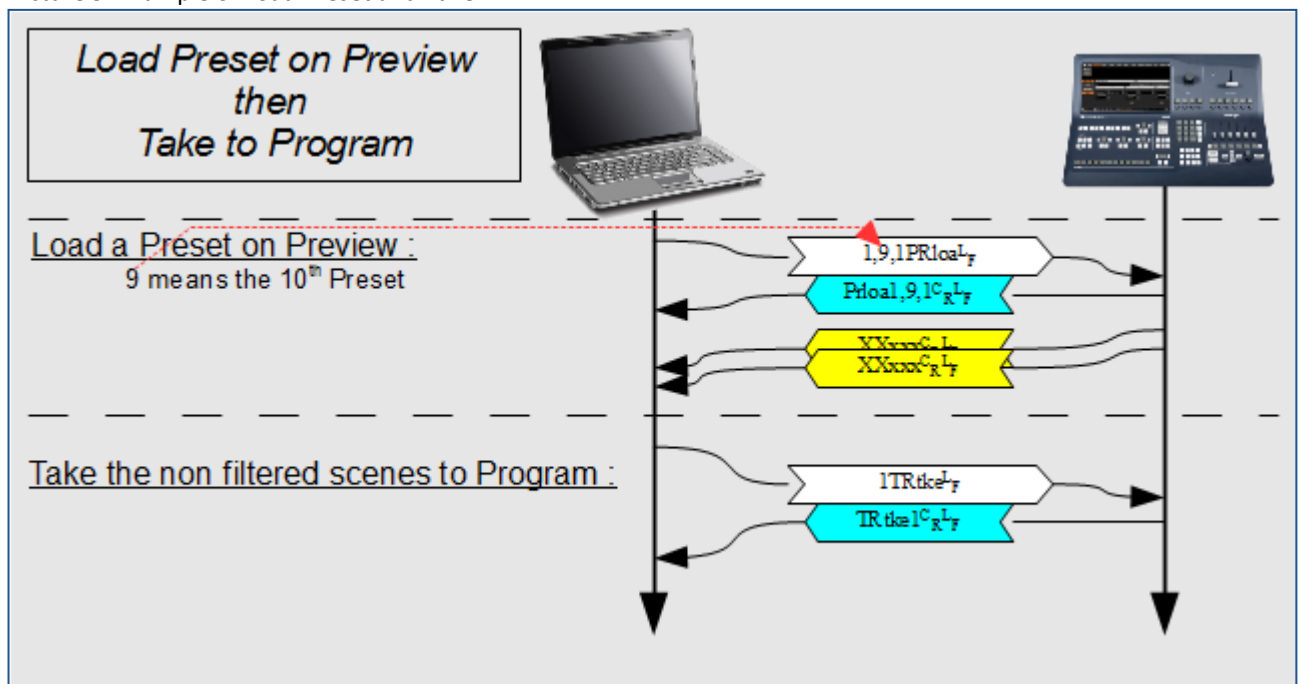 Load Preset on Preview
then
Take to Program
Load a Preset on Preview :
9 means the 10th Preset
1,9,1PRloaLF
Prloa1,9,1CRLF
XXxxxCRLF
XXxxxCRLF
Take the non filtered scenes to Program :
1TRtkeLF
TRtke1CRLF